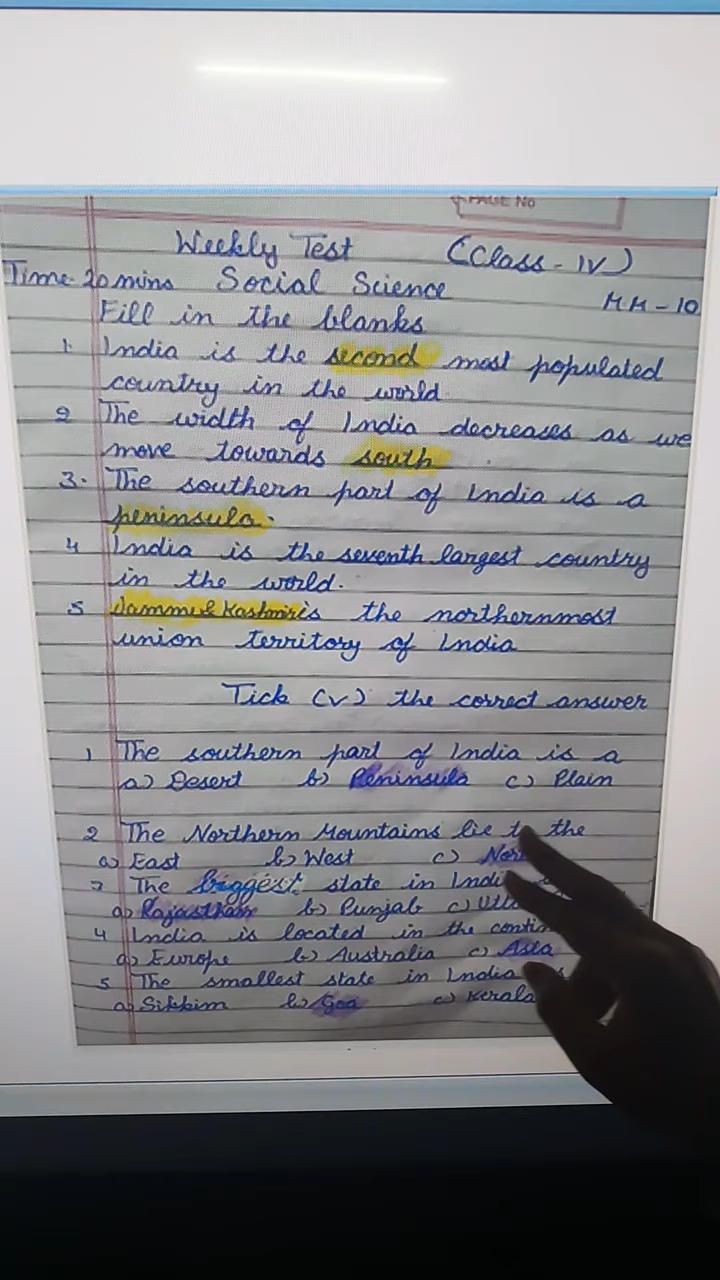 PAGE No
Weekly Test (Class-IV)
Time-20 mins Social Science MM-10
Fill in the blanks
1. India is the second most populated
country in the world.
2 The width of India decreases as we
move towards south.
3. The southern part of India is a
peninsula.
4 India is the seventh largest country
in the world.
5 Jammu & Kashmir is the northernmost
union territory of India
Tick (✓) the correct answer
1 The southern part of India is a
a) Desert b) Peninsula c) Plain
2 The Northern Mountains lie to the
a) East b) West c)
3 The biggest state in
a) Rajasthan b) Punjab c)
4 India is located in the
a) Europe b) Australia c) Asia
5 The smallest state in India
a) Sikkim b) Goa c) Kerala